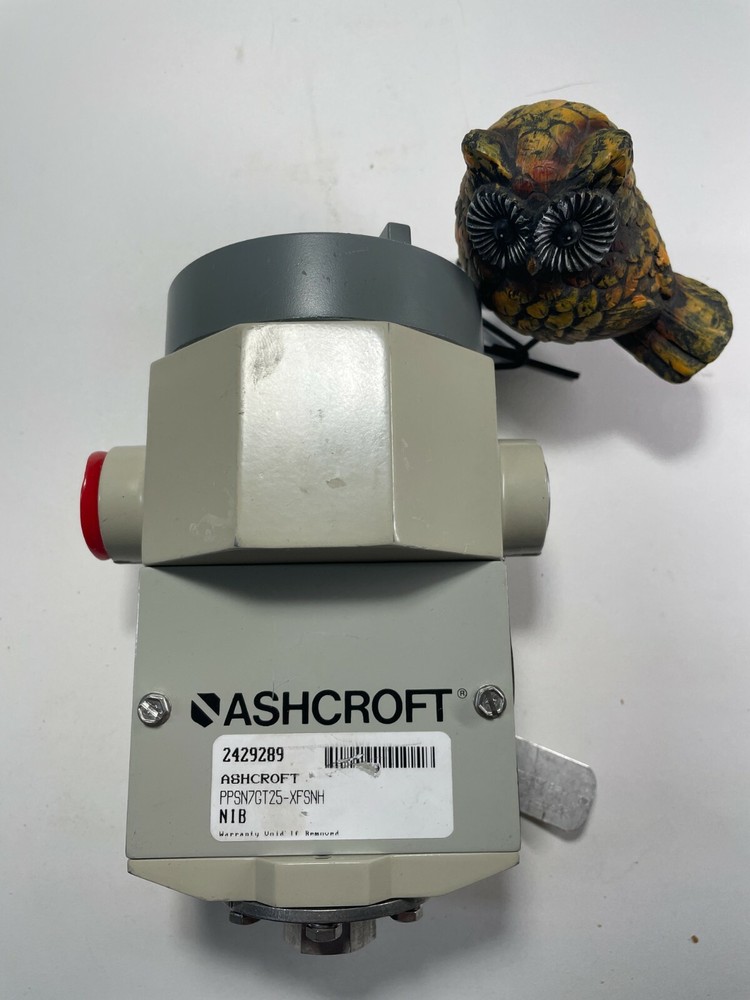 ASHCROFT®
2429289
ASHCROFT
PPSN7GT25-XFSNH
NIB
Warranty Void If Removed